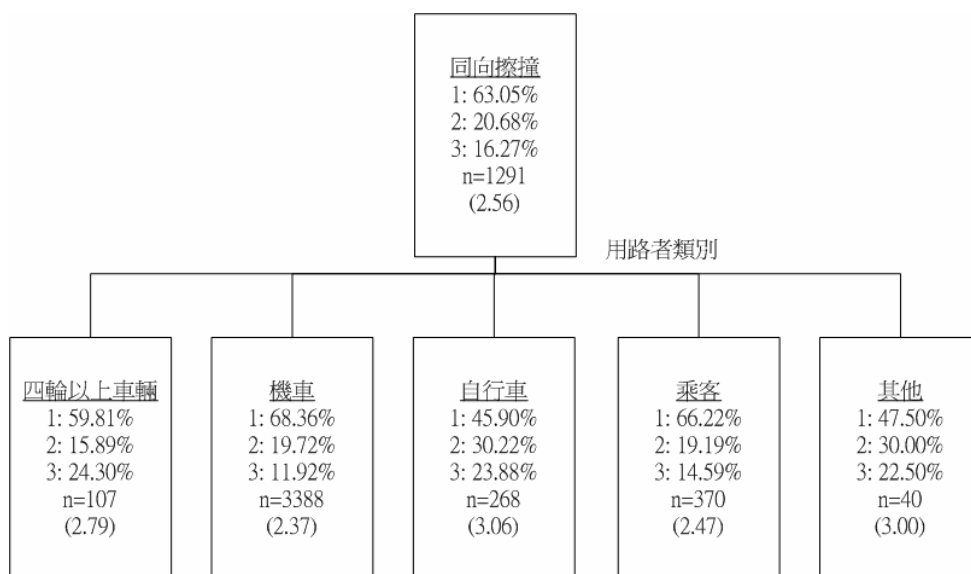 同向擦撞
1: 63.05%
2: 20.68%
3: 16.27%
n=1291
(2.56)
用路者類別
四輪以上車輛
1: 59.81%
2: 15.89%
3: 24.30%
n=107
(2.79)
機車
1: 68.36%
2: 19.72%
3: 11.92%
n=3388
(2.37)
自行車
1: 45.90%
2: 30.22%
3: 23.88%
n=268
(3.06)
乘客
1: 66.22%
2: 19.19%
3: 14.59%
n=370
(2.47)
其他
1: 47.50%
2: 30.00%
3: 22.50%
n=40
(3.00)